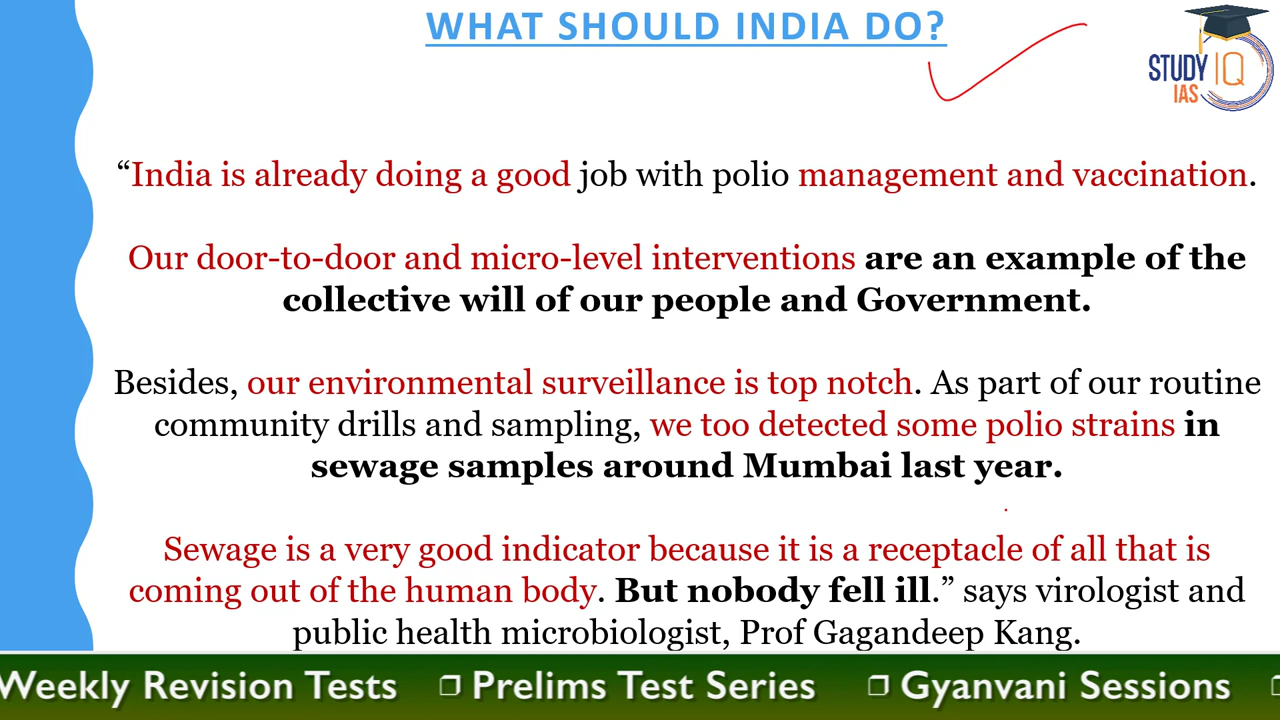 WHAT SHOULD INDIA DO?
STUDY IQ
IAS
“India is already doing a good job with polio management and vaccination.
Our door-to-door and micro-level interventions are an example of the
collective will of our people and Government.
Besides, our environmental surveillance is top notch. As part of our routine
community drills and sampling, we too detected some polio strains in
sewage samples around Mumbai last year.
Sewage is a very good indicator because it is a receptacle of all that is
coming out of the human body. But nobody fell ill.” says virologist and
public health microbiologist, Prof Gagandeep Kang.
Weekly Revision Tests ❐ Prelims Test Series ❐ Gyanvani Sessions